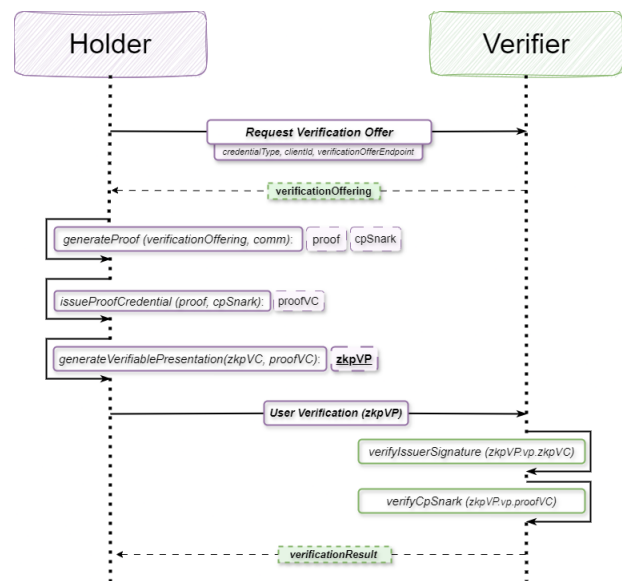 Holder
Verifier
Request Verification Offer
credentialType, clientId, verificationOfferEndpoint
verificationOffering
generateProof (verificationOffering, comm): proof cpSnark
issueProofCredential (proof, cpSnark): proofVC
generateVerifiablePresentation(zkpVC, proofVC): zkpVP
User Verification (zkpVP)
verifyIssuerSignature (zkpVP.vp.zkpVC)
verifyCpSnark (zkpVP.vp.proofVC)
verificationResult